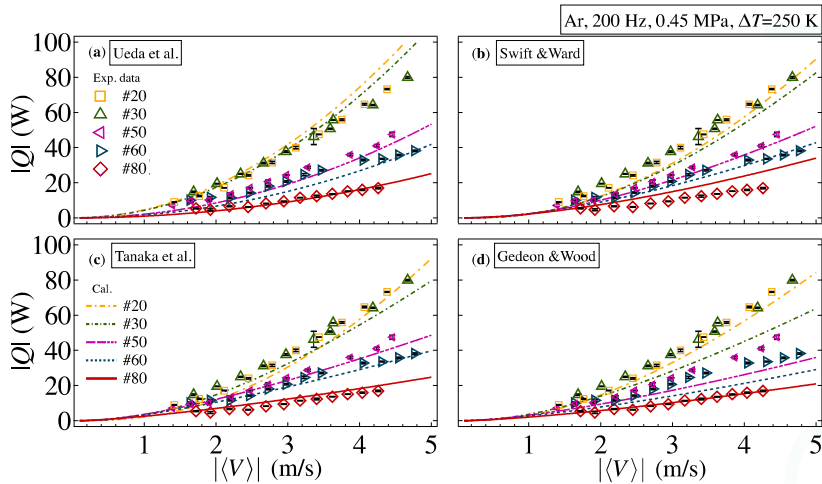 Ar, 200 Hz, 0.45 MPa, ΔT=250 K
100
80
60
40
20
0
|Q| (W)
(a) Ueda et al.
Exp. data
#20
#30
#50
#60
#80
(b) Swift &Ward
100
80
60
40
20
0
|Q| (W)
(c) Tanaka et al.
Cal.
#20
#30
#50
#60
#80
(d) Gedeon &Wood
1 2 3 4 5
1 2 3 4 5
|⟨V⟩| (m/s)
|⟨V⟩| (m/s)